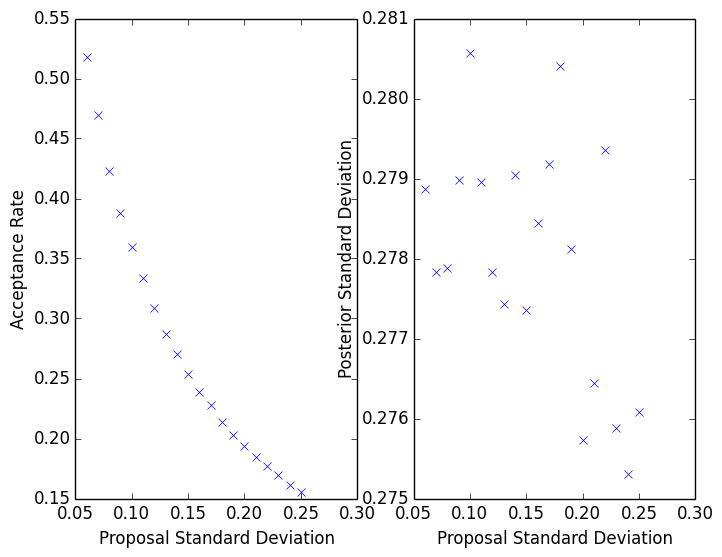 0.55
0.50
0.45
0.40
0.35
0.30
0.25
0.20
0.15
Acceptance Rate
0.05 0.10 0.15 0.20 0.25 0.30
Proposal Standard Deviation
0.281
0.280
0.279
0.278
0.277
0.276
0.275
Posterior Standard Deviation
0.05 0.10 0.15 0.20 0.25 0.30
Proposal Standard Deviation